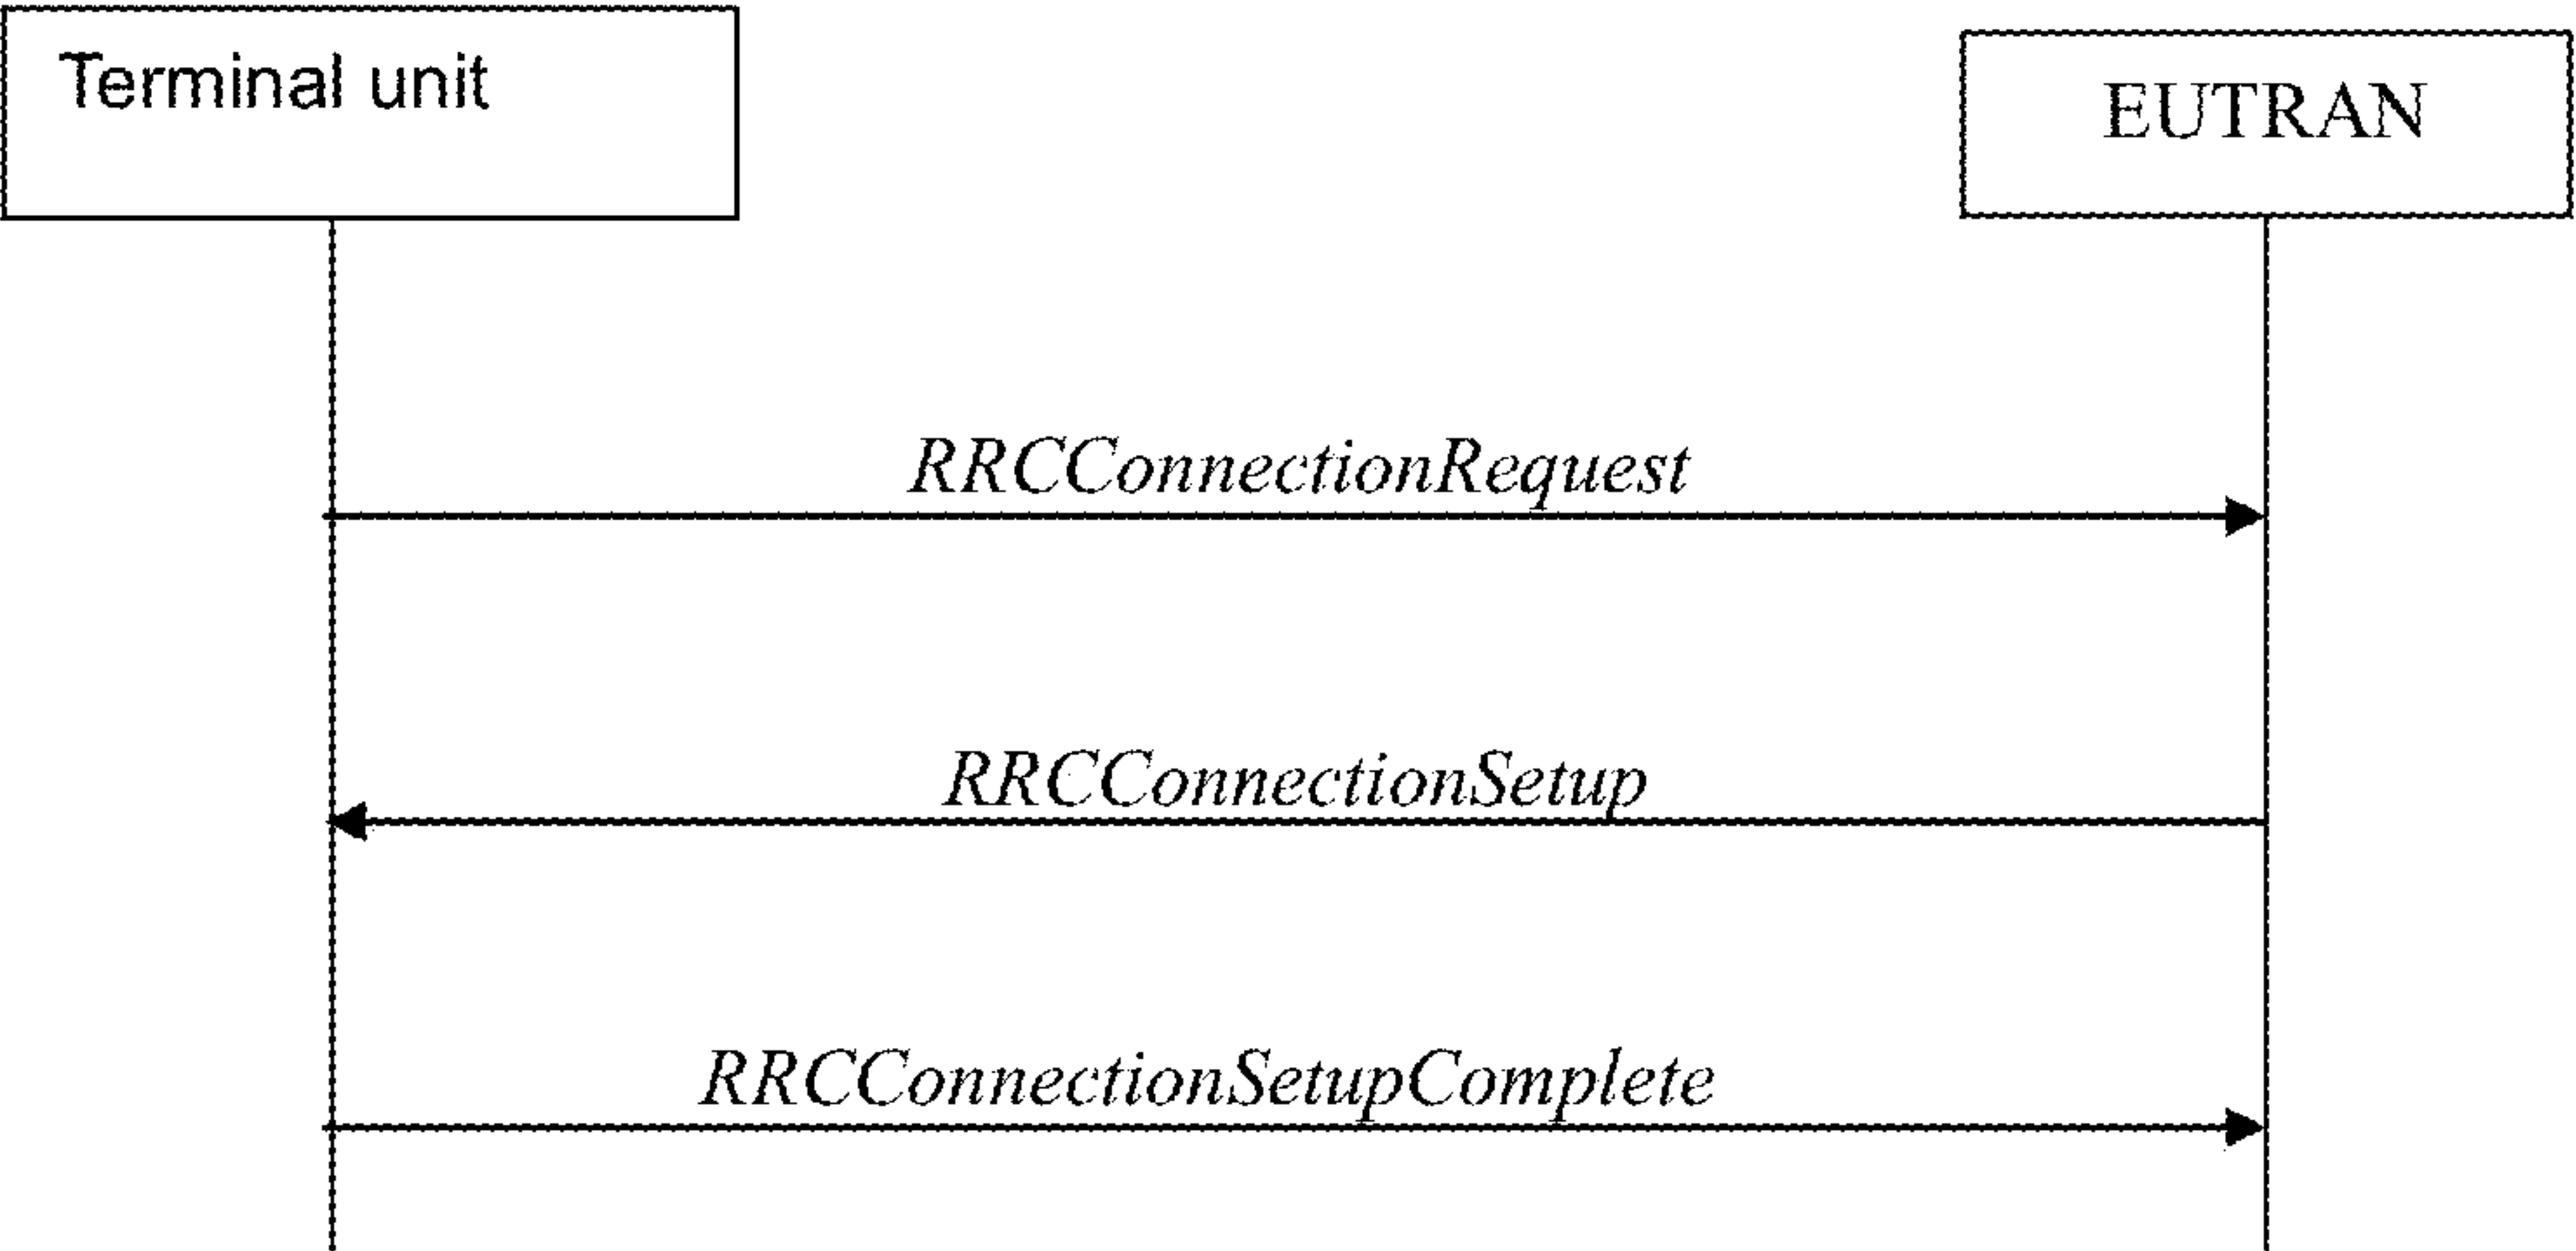 Terminal unit
EUTRAN
RRCConnectionRequest
RRCConnectionSetup
RRCConnectionSetupComplete